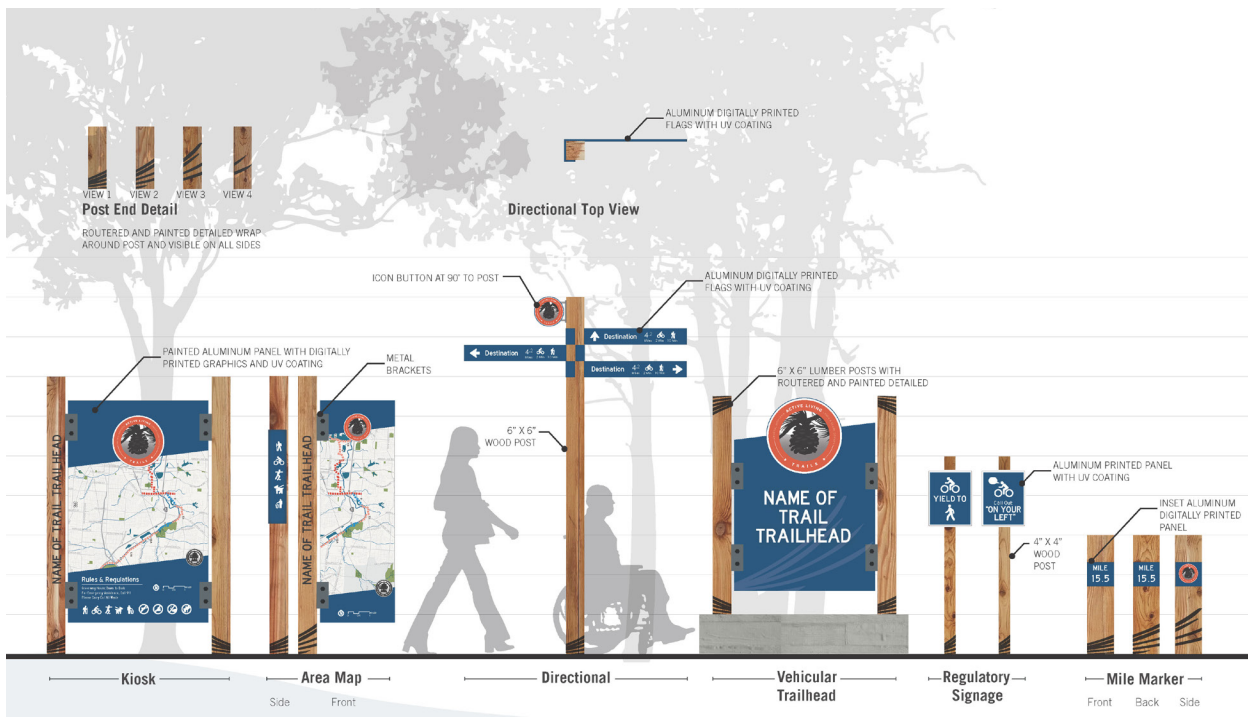 ALUMINUM DIGITALLY PRINTED
FLAGS WITH UV COATING
VIEW 1
VIEW 2
VIEW 3
VIEW 4
Post End Detail
ROUTERED AND PAINTED DETAILED WRAP
AROUND POST AND VISIBLE ON ALL SIDES
Directional Top View
ICON BUTTON AT 90° TO POST
ALUMINUM DIGITALLY PRINTED
FLAGS WITH UV COATING
Destination
Destination
Destination
PAINTED ALUMINUM PANEL WITH DIGITALLY
PRINTED GRAPHICS AND UV COATING
METAL
BRACKETS
6" X 6" LUMBER POSTS WITH
ROUTERED AND PAINTED DETAILED
6" X 6"
WOOD POST
NAME OF TRAIL TRAILHEAD
Rules & Regulations
NAME OF TRAIL TRAILHEAD
ACTIVE LIVING
TRAILS
NAME OF
TRAIL
TRAILHEAD
YIELD TO
Call Out
"ON YOUR
LEFT"
ALUMINUM PRINTED PANEL
WITH UV COATING
INSET ALUMINUM
DIGITALLY PRINTED
PANEL
4" X 4"
WOOD
POST
MILE
15.5
MILE
15.5
Kiosk
Area Map
Side
Front
Directional
Vehicular
Trailhead
Regulatory
Signage
Mile Marker
Front
Back
Side